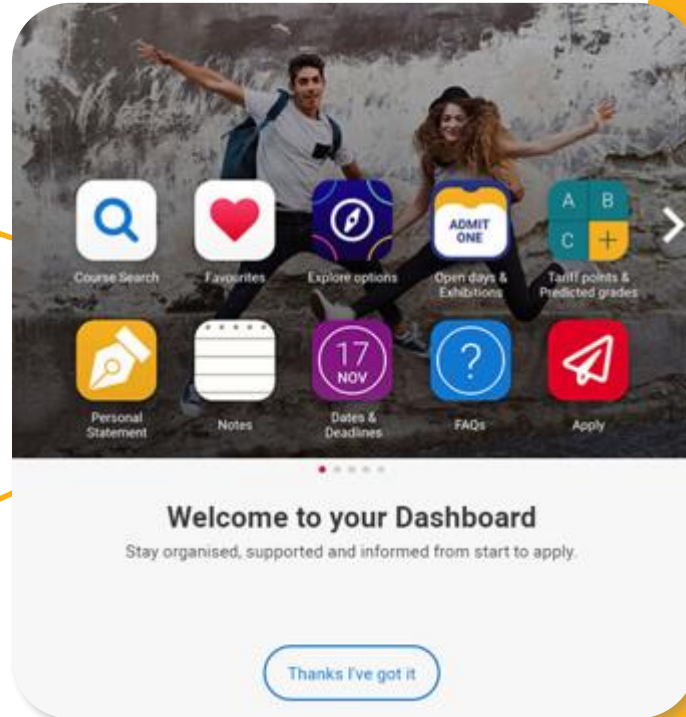 ADMIT
ONE
A B
C +
Course Search
Favourites
Explore options
Open days &
Exhibitions
Tariff points &
Predicted grades
17
NOV
?
Personal
Statement
Notes
Dates &
Deadlines
FAQs
Apply
Welcome to your Dashboard
Stay organised, supported and informed from start to apply.
Thanks I've got it